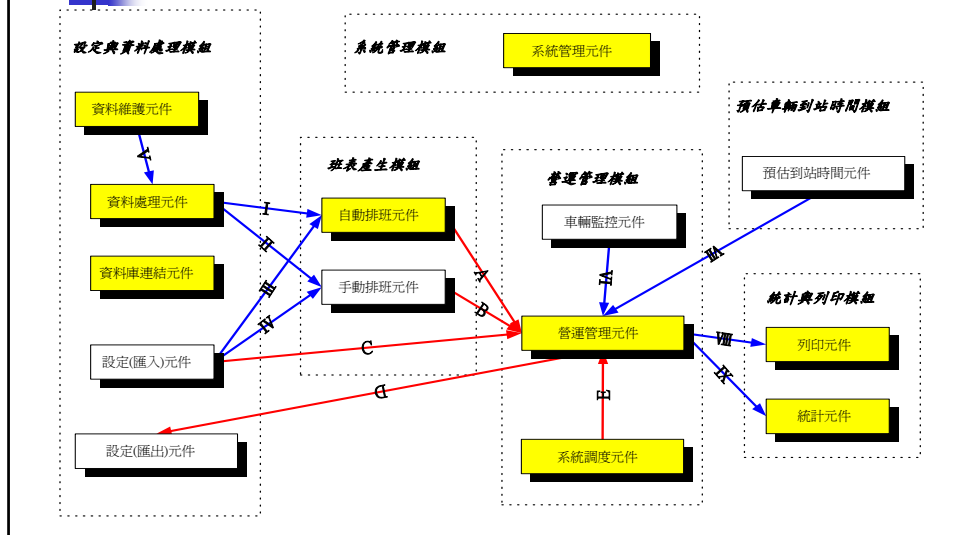 設定與資料處理模組
資料維護元件
V
資料處理元件
資料庫連結元件
設定(匯入)元件
設定(匯出)元件
I
II
III
IV
系統管理模組
系統管理元件
班表產生模組
自動排班元件
手動排班元件
A
B
C
D
營運管理模組
車輛監控元件
VI
營運管理元件
E
系統調度元件
預估車輛到站時間模組
預估到站時間元件
VII
VIII
IX
統計與列印模組
列印元件
統計元件